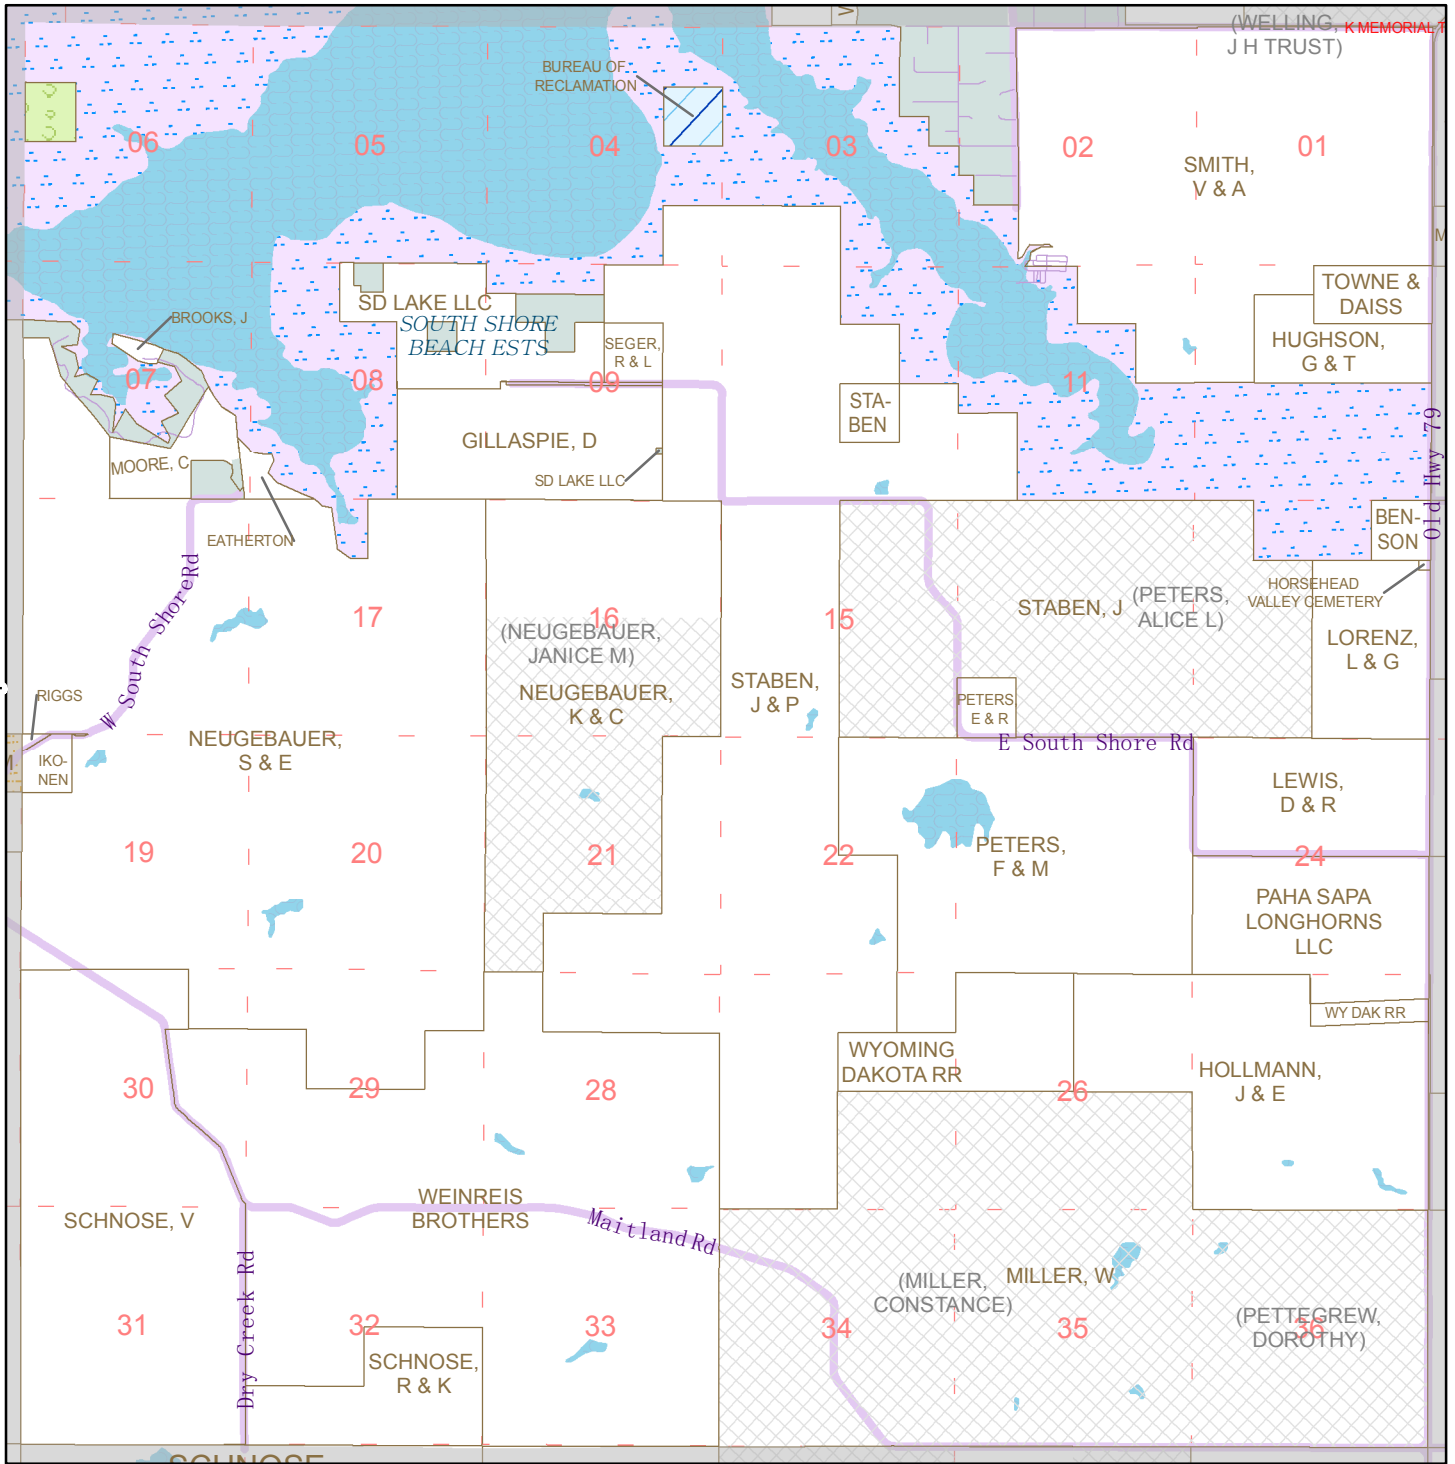 (WELLING,
J H TRUST)
K MEMORIAL T
BUREAU OF
RECLAMATION
06
05
04
03
02
01
SMITH,
V & A
M
TOWNE &
DAISS
SD LAKE LLC
SOUTH SHORE
BEACH ESTS
BROOKS, J
SEGER,
R & L
HUGHSON,
G & T
07
08
09
11
STA-
BEN
GILLASPIE, D
MOORE, C
SD LAKE LLC
Old Hwy 79
EATHERTON
BEN-
SON
HORSEHEAD
VALLEY CEMETERY
W South Shore Rd
17
16
15
(NEUGEBAUER,
JANICE M)
STABEN, J
(PETERS,
ALICE L)
LORENZ,
L & G
RIGGS
NEUGEBAUER,
K & C
STABEN,
J & P
PETERS
E & R
NEUGEBAUER,
S & E
E South Shore Rd
IKO-
NEN
LEWIS,
D & R
19
20
21
22
PETERS,
F & M
24
PAHA SAPA
LONGHORNS
LLC
WY DAK RR
WYOMING
DAKOTA RR
HOLLMANN,
J & E
30
29
28
26
SCHNOSE, V
WEINREIS
BROTHERS
Maitland Rd
Dry Creek Rd
(MILLER,
CONSTANCE)
MILLER, W
(PETTEGREW,
DOROTHY)
31
32
33
34
35
36
SCHNOSE,
R & K
SCHNOSE